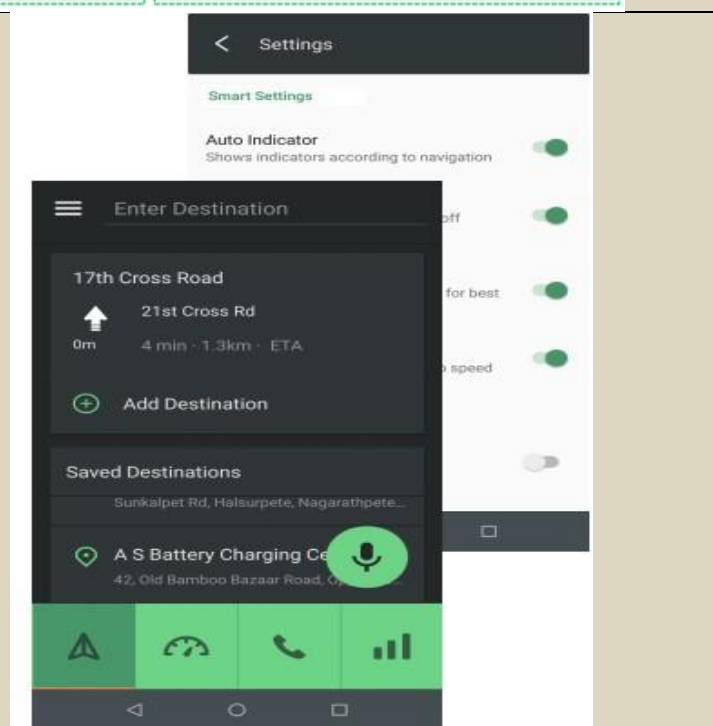 Settings
Smart Settings
Auto Indicator
Shows indicators according to navigation
off
for best
speed
Enter Destination
17th Cross Road
21st Cross Rd
0m
4 min · 1.3km · ETA
Add Destination
Saved Destinations
Sunkalpet Rd, Halsurpete, Nagarathpete...
A S Battery Charging Ce
42, Old Bamboo Bazaar Road,